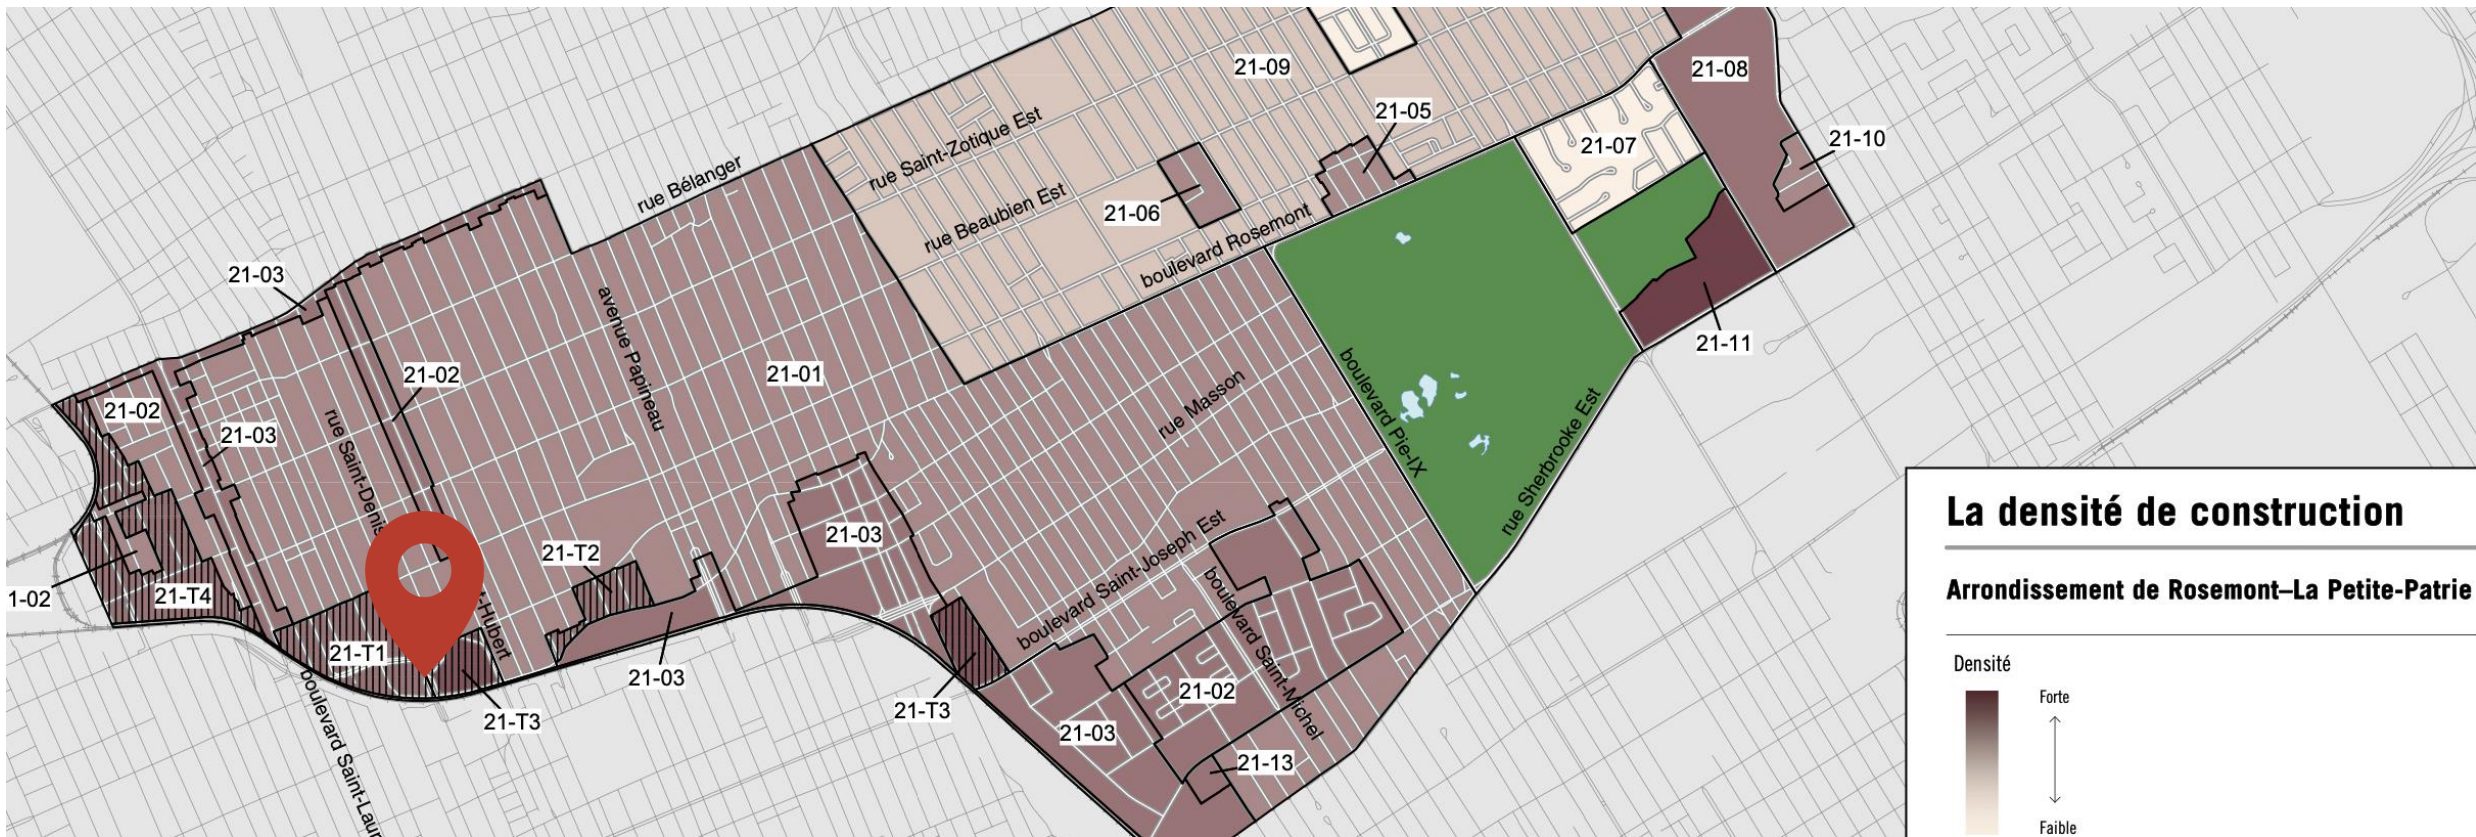 21-09
21-08
21-05
21-10
rue Saint-Zotique Est
21-07
rue Bélanger
21-06
rue Beaubien Est
boulevard Rosemont
21-03
21-02
avenue Papineau
21-01
21-11
21-02
21-03
rue Saint-Denis
rue Masson
boulevard Pie-IX
rue Sherbrooke Est
21-03
21-T2
boulevard Saint-Joseph Est
1-02
21-T4
t-Hubert
boulevard Saint-Michel
21-T1
21-03
21-02
21-T3
21-T3
21-03
21-13
boulevard Saint-Laur
La densité de construction
Arrondissement de Rosemont–La Petite-Patrie
Densité
Forte
Faible